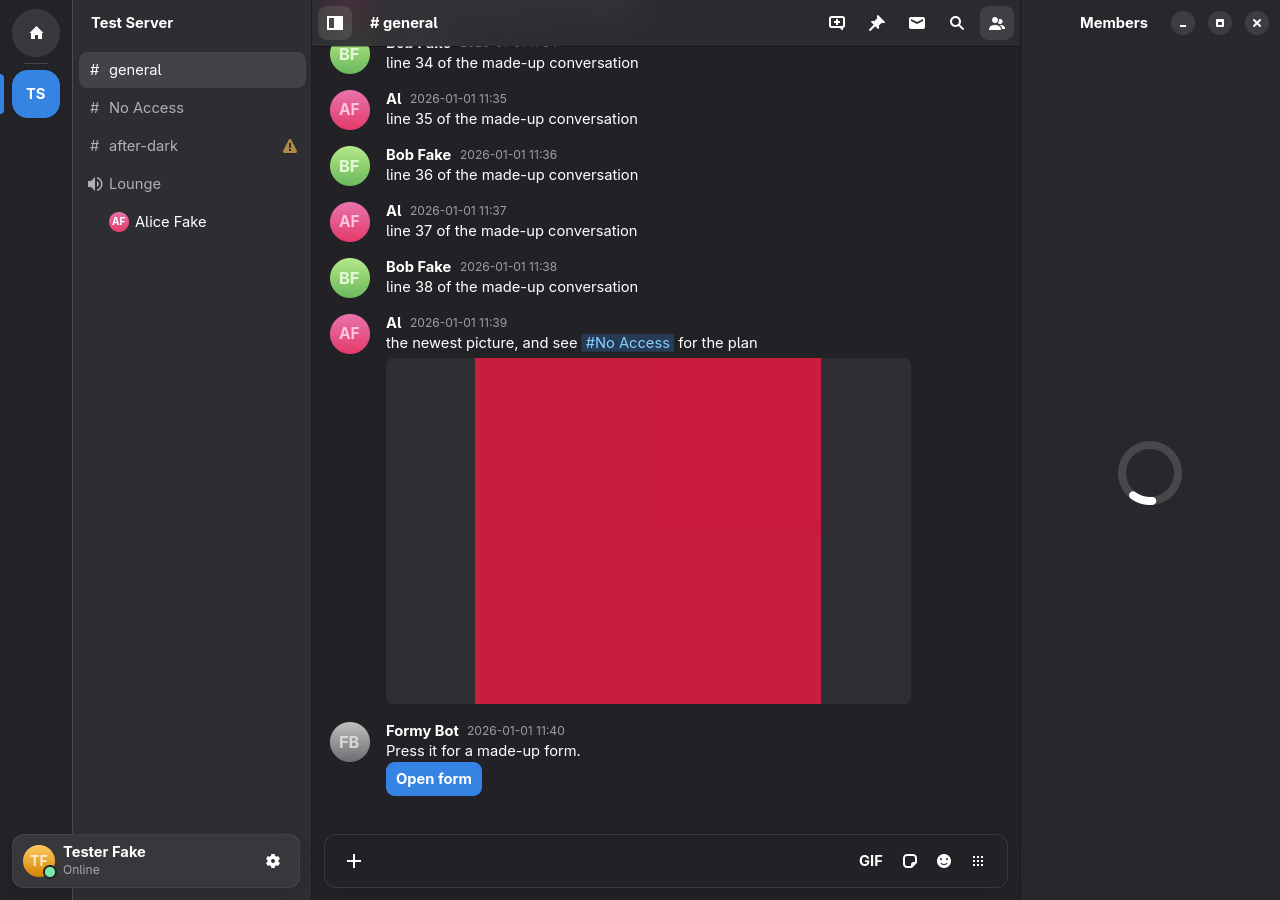 Test Server
# general
Members
TS
# general
# No Access
# after-dark
Lounge
AF Alice Fake
BF Bob Fake
line 34 of the made-up conversation
AF Al 2026-01-01 11:35
line 35 of the made-up conversation
BF Bob Fake 2026-01-01 11:36
line 36 of the made-up conversation
AF Al 2026-01-01 11:37
line 37 of the made-up conversation
BF Bob Fake 2026-01-01 11:38
line 38 of the made-up conversation
AF Al 2026-01-01 11:39
the newest picture, and see #No Access for the plan
FB Formy Bot 2026-01-01 11:40
Press it for a made-up form.
Open form
TF Tester Fake
Online
GIF